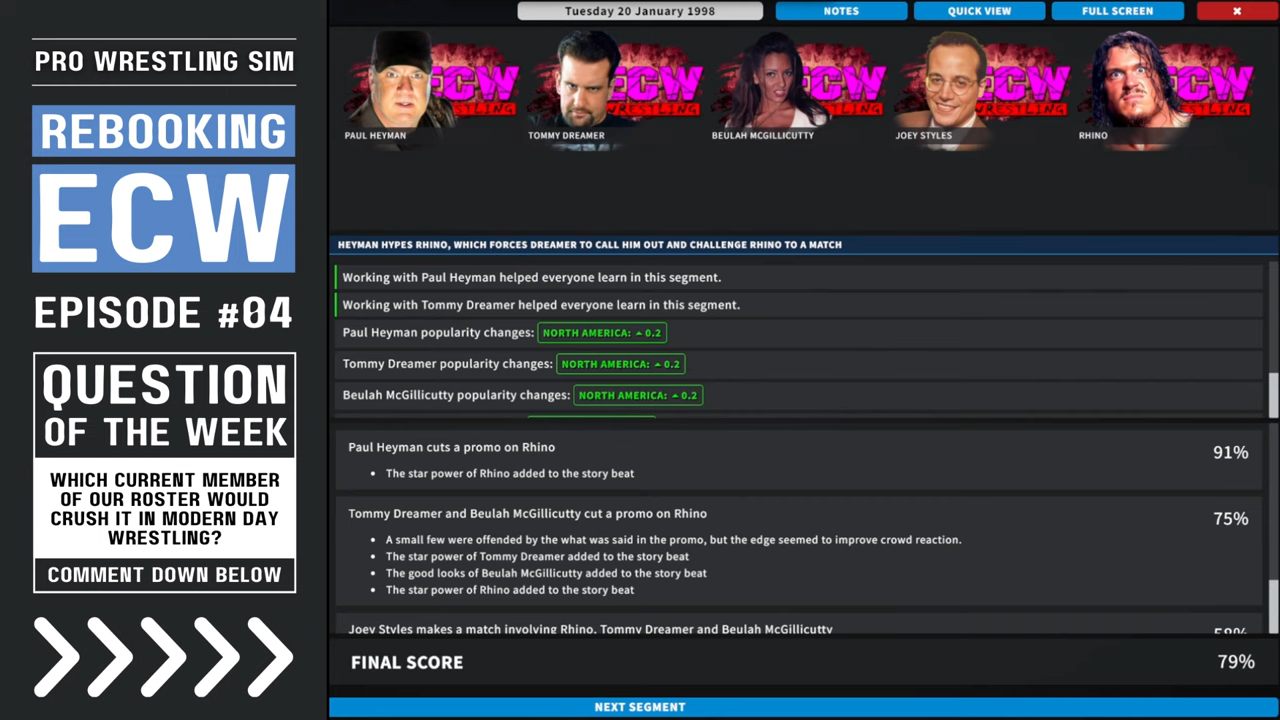 PRO WRESTLING SIM
REBOOKING
ECW
EPISODE #04
QUESTION
OF THE WEEK
WHICH CURRENT MEMBER
OF OUR ROSTER WOULD
CRUSH IT IN MODERN DAY
WRESTLING?
COMMENT DOWN BELOW
Tuesday 20 January 1998
NOTES
QUICK VIEW
FULL SCREEN
×
ECW
WRESTLING
PAUL HEYMAN
ECW
WRESTLING
TOMMY DREAMER
ECW
WRESTLING
BEULAH MCGILLICUTTY
ECW
WRESTLING
JOEY STYLES
ECW
WRESTLING
RHINO
HEYMAN HYPES RHINO, WHICH FORCES DREAMER TO CALL HIM OUT AND CHALLENGE RHINO TO A MATCH
Working with Paul Heyman helped everyone learn in this segment.
Working with Tommy Dreamer helped everyone learn in this segment.
Paul Heyman popularity changes: NORTH AMERICA: 0.2
Tommy Dreamer popularity changes: NORTH AMERICA: 0.2
Beulah McGillicutty popularity changes: NORTH AMERICA: 0.2
Paul Heyman cuts a promo on Rhino 91%
• The star power of Rhino added to the story beat
Tommy Dreamer and Beulah McGillicutty cut a promo on Rhino 75%
• A small few were offended by the what was said in the promo, but the edge seemed to improve crowd reaction.
• The star power of Tommy Dreamer added to the story beat
• The good looks of Beulah McGillicutty added to the story beat
• The star power of Rhino added to the story beat
Joey Styles makes a match involving Rhino, Tommy Dreamer and Beulah McGillicutty
FINAL SCORE 79%
NEXT SEGMENT